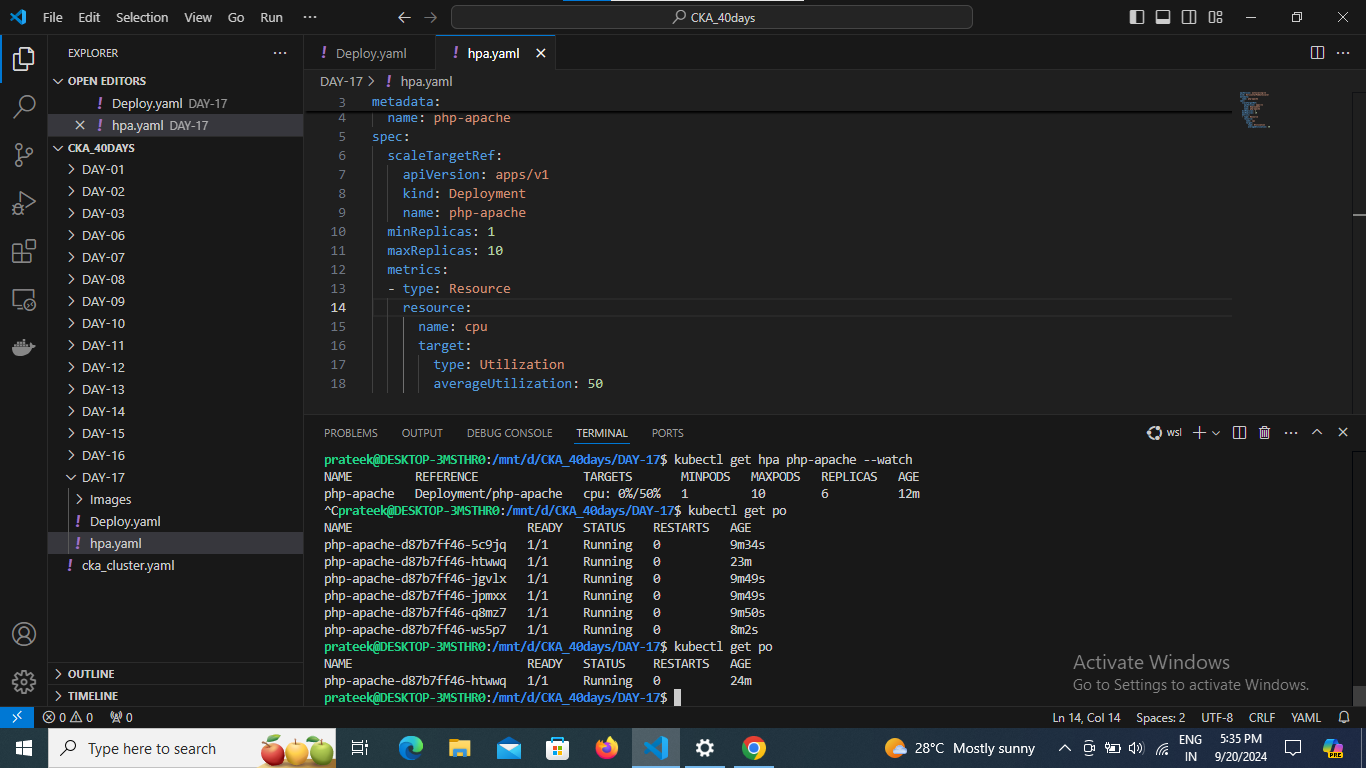 File Edit Selection View Go Run ··· CKA_40days
EXPLORER ···
OPEN EDITORS
! Deploy.yaml DAY-17
! hpa.yaml DAY-17
CKA_40DAYS
DAY-01
DAY-02
DAY-03
DAY-06
DAY-07
DAY-08
DAY-09
DAY-10
DAY-11
DAY-12
DAY-13
DAY-14
DAY-15
DAY-16
DAY-17
Images
! Deploy.yaml
! hpa.yaml
! cka_cluster.yaml
OUTLINE
TIMELINE
! Deploy.yaml ! hpa.yaml
DAY-17 > ! hpa.yaml
3 metadata:
4 name: php-apache
5 spec:
6 scaleTargetRef:
7 apiVersion: apps/v1
8 kind: Deployment
9 name: php-apache
10 minReplicas: 1
11 maxReplicas: 10
12 metrics:
13 - type: Resource
14 resource:
15 name: cpu
16 target:
17 type: Utilization
18 averageUtilization: 50
PROBLEMS OUTPUT DEBUG CONSOLE TERMINAL PORTS wsl
prateek@DESKTOP-3MSTHR0:/mnt/d/CKA_40days/DAY-17$ kubectl get hpa php-apache --watch
NAME REFERENCE TARGETS MINPODS MAXPODS REPLICAS AGE
php-apache Deployment/php-apache cpu: 0%/50% 1 10 6 12m
^Cprateek@DESKTOP-3MSTHR0:/mnt/d/CKA_40days/DAY-17$ kubectl get po
NAME READY STATUS RESTARTS AGE
php-apache-d87b7ff46-5c9jq 1/1 Running 0 9m34s
php-apache-d87b7ff46-htwwq 1/1 Running 0 23m
php-apache-d87b7ff46-jgvlx 1/1 Running 0 9m49s
php-apache-d87b7ff46-jpmxx 1/1 Running 0 9m49s
php-apache-d87b7ff46-q8mz7 1/1 Running 0 9m50s
php-apache-d87b7ff46-ws5p7 1/1 Running 0 8m2s
prateek@DESKTOP-3MSTHR0:/mnt/d/CKA_40days/DAY-17$ kubectl get po
NAME READY STATUS RESTARTS AGE
php-apache-d87b7ff46-htwwq 1/1 Running 0 24m
prateek@DESKTOP-3MSTHR0:/mnt/d/CKA_40days/DAY-17$
Activate Windows
Go to Settings to activate Windows.
0 0 0 Ln 14, Col 14 Spaces: 2 UTF-8 CRLF YAML
Type here to search 28°C Mostly sunny ENG IN 5:35 PM 9/20/2024 PRE